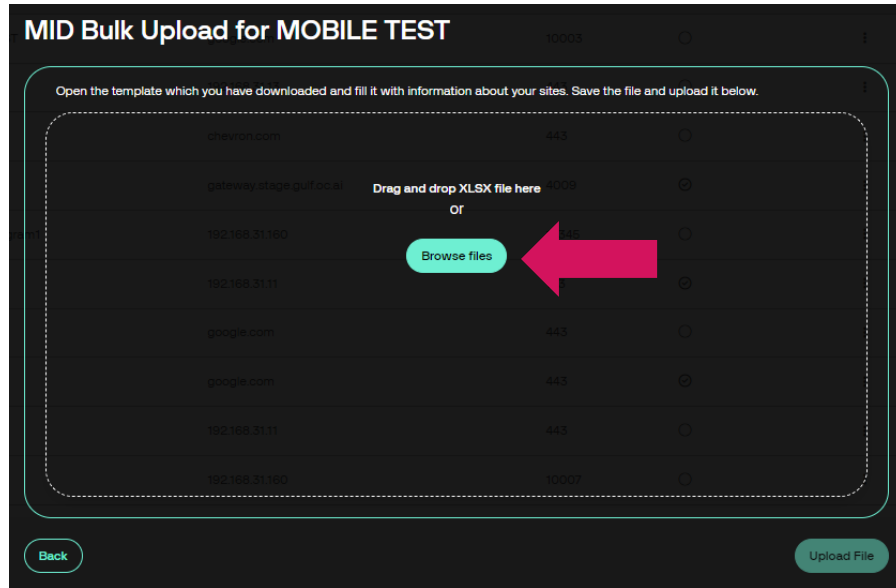 MID Bulk Upload for MOBILE TEST
10003
Open the template which you have downloaded and fill it with information about your sites. Save the file and upload it below.
chevron.com 443
gateway.stage.gulf.oc.al 4009
Drag and drop XLSX file here
or
192.168.31.160
Browse files
192.168.31.11
google.com 443
google.com 443
192.168.31.11 443
192.168.31.160 10007
Back
Upload File